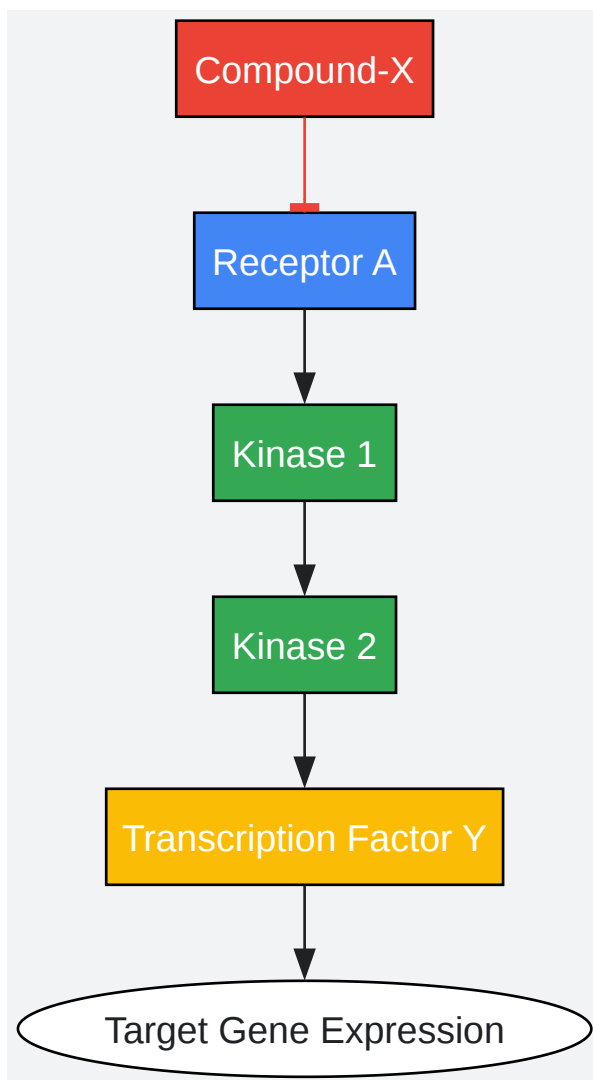 Compound-X
Receptor A
Kinase 1
Kinase 2
Transcription Factor Y
Target Gene Expression